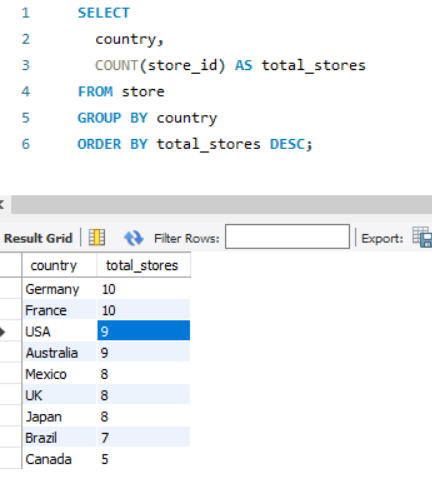 1 SELECT
2 country,
3 COUNT(store_id) AS total_stores
4 FROM store
5 GROUP BY country
6 ORDER BY total_stores DESC;
Result Grid Filter Rows: Export:
country total_stores
Germany 10
France 10
USA 9
Australia 9
Mexico 8
UK 8
Japan 8
Brazil 7
Canada 5